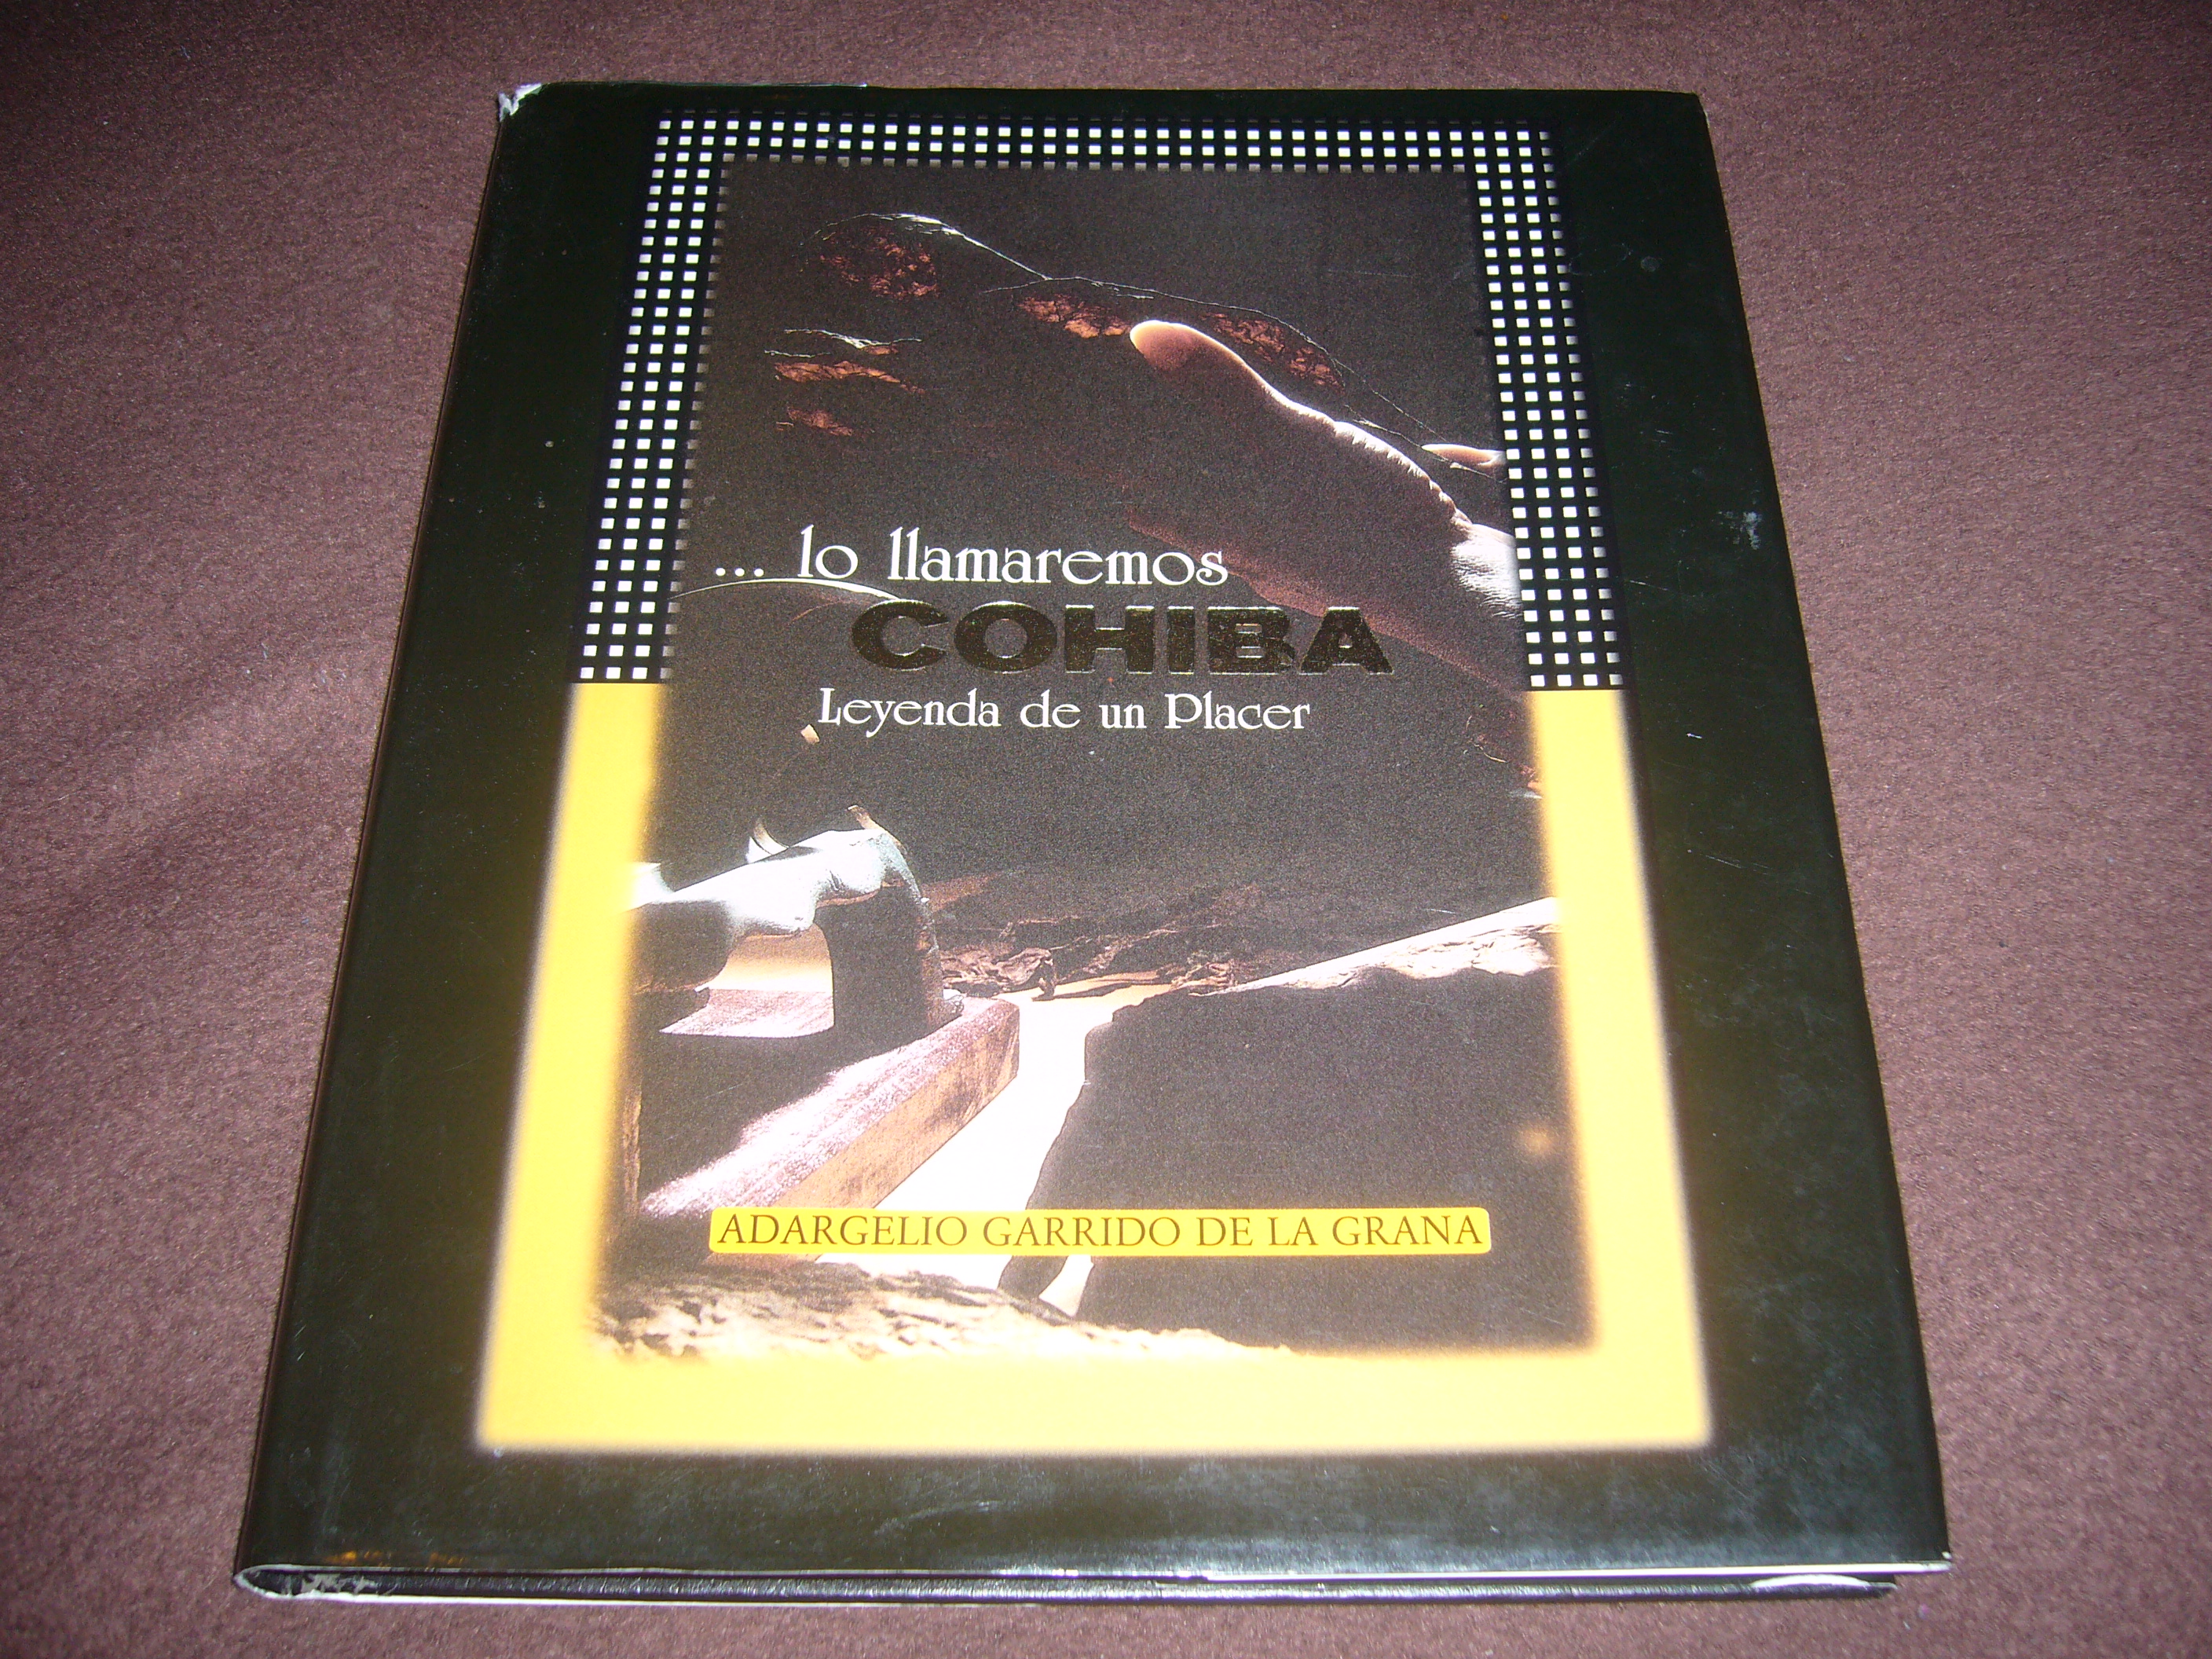 ... lo llamaremos
COHIBA
Leyenda de un Placer
ADARGELIO GARRIDO DE LA GRANA